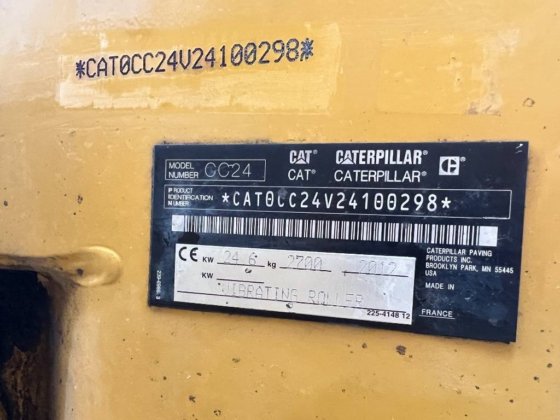 *CAT0CC24V24100298*
MODEL NUMBER CC24 CAT CATERPILLAR C
CAT® CATERPILLAR®
PRODUCT IDENTIFICATION NUMBER *CAT0CC24V24100298*
CATERPILLAR PAVING
PRODUCTS INC.
BROOKLYN PARK, MN 55445
USA
CE KW 24.6 kg 2700 2012
KW
VIBRATING ROLLER
MADE IN
225-4148 12
FRANCE